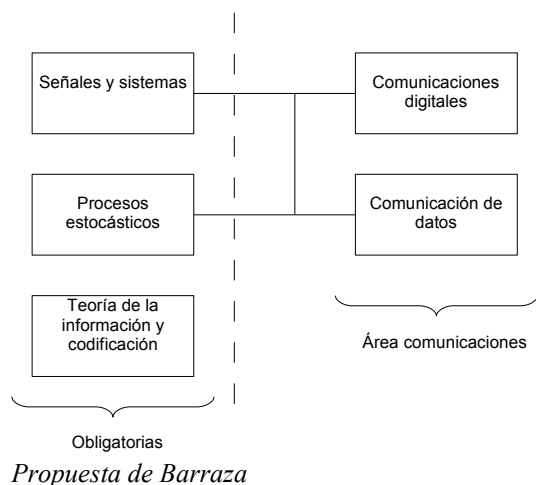 Señales y sistemas
Comunicaciones
digitales
Procesos
estocásticos
Comunicación de
datos
Teoría de la
información y
codificación
Área comunicaciones
Obligatorias
Propuesta de Barraza